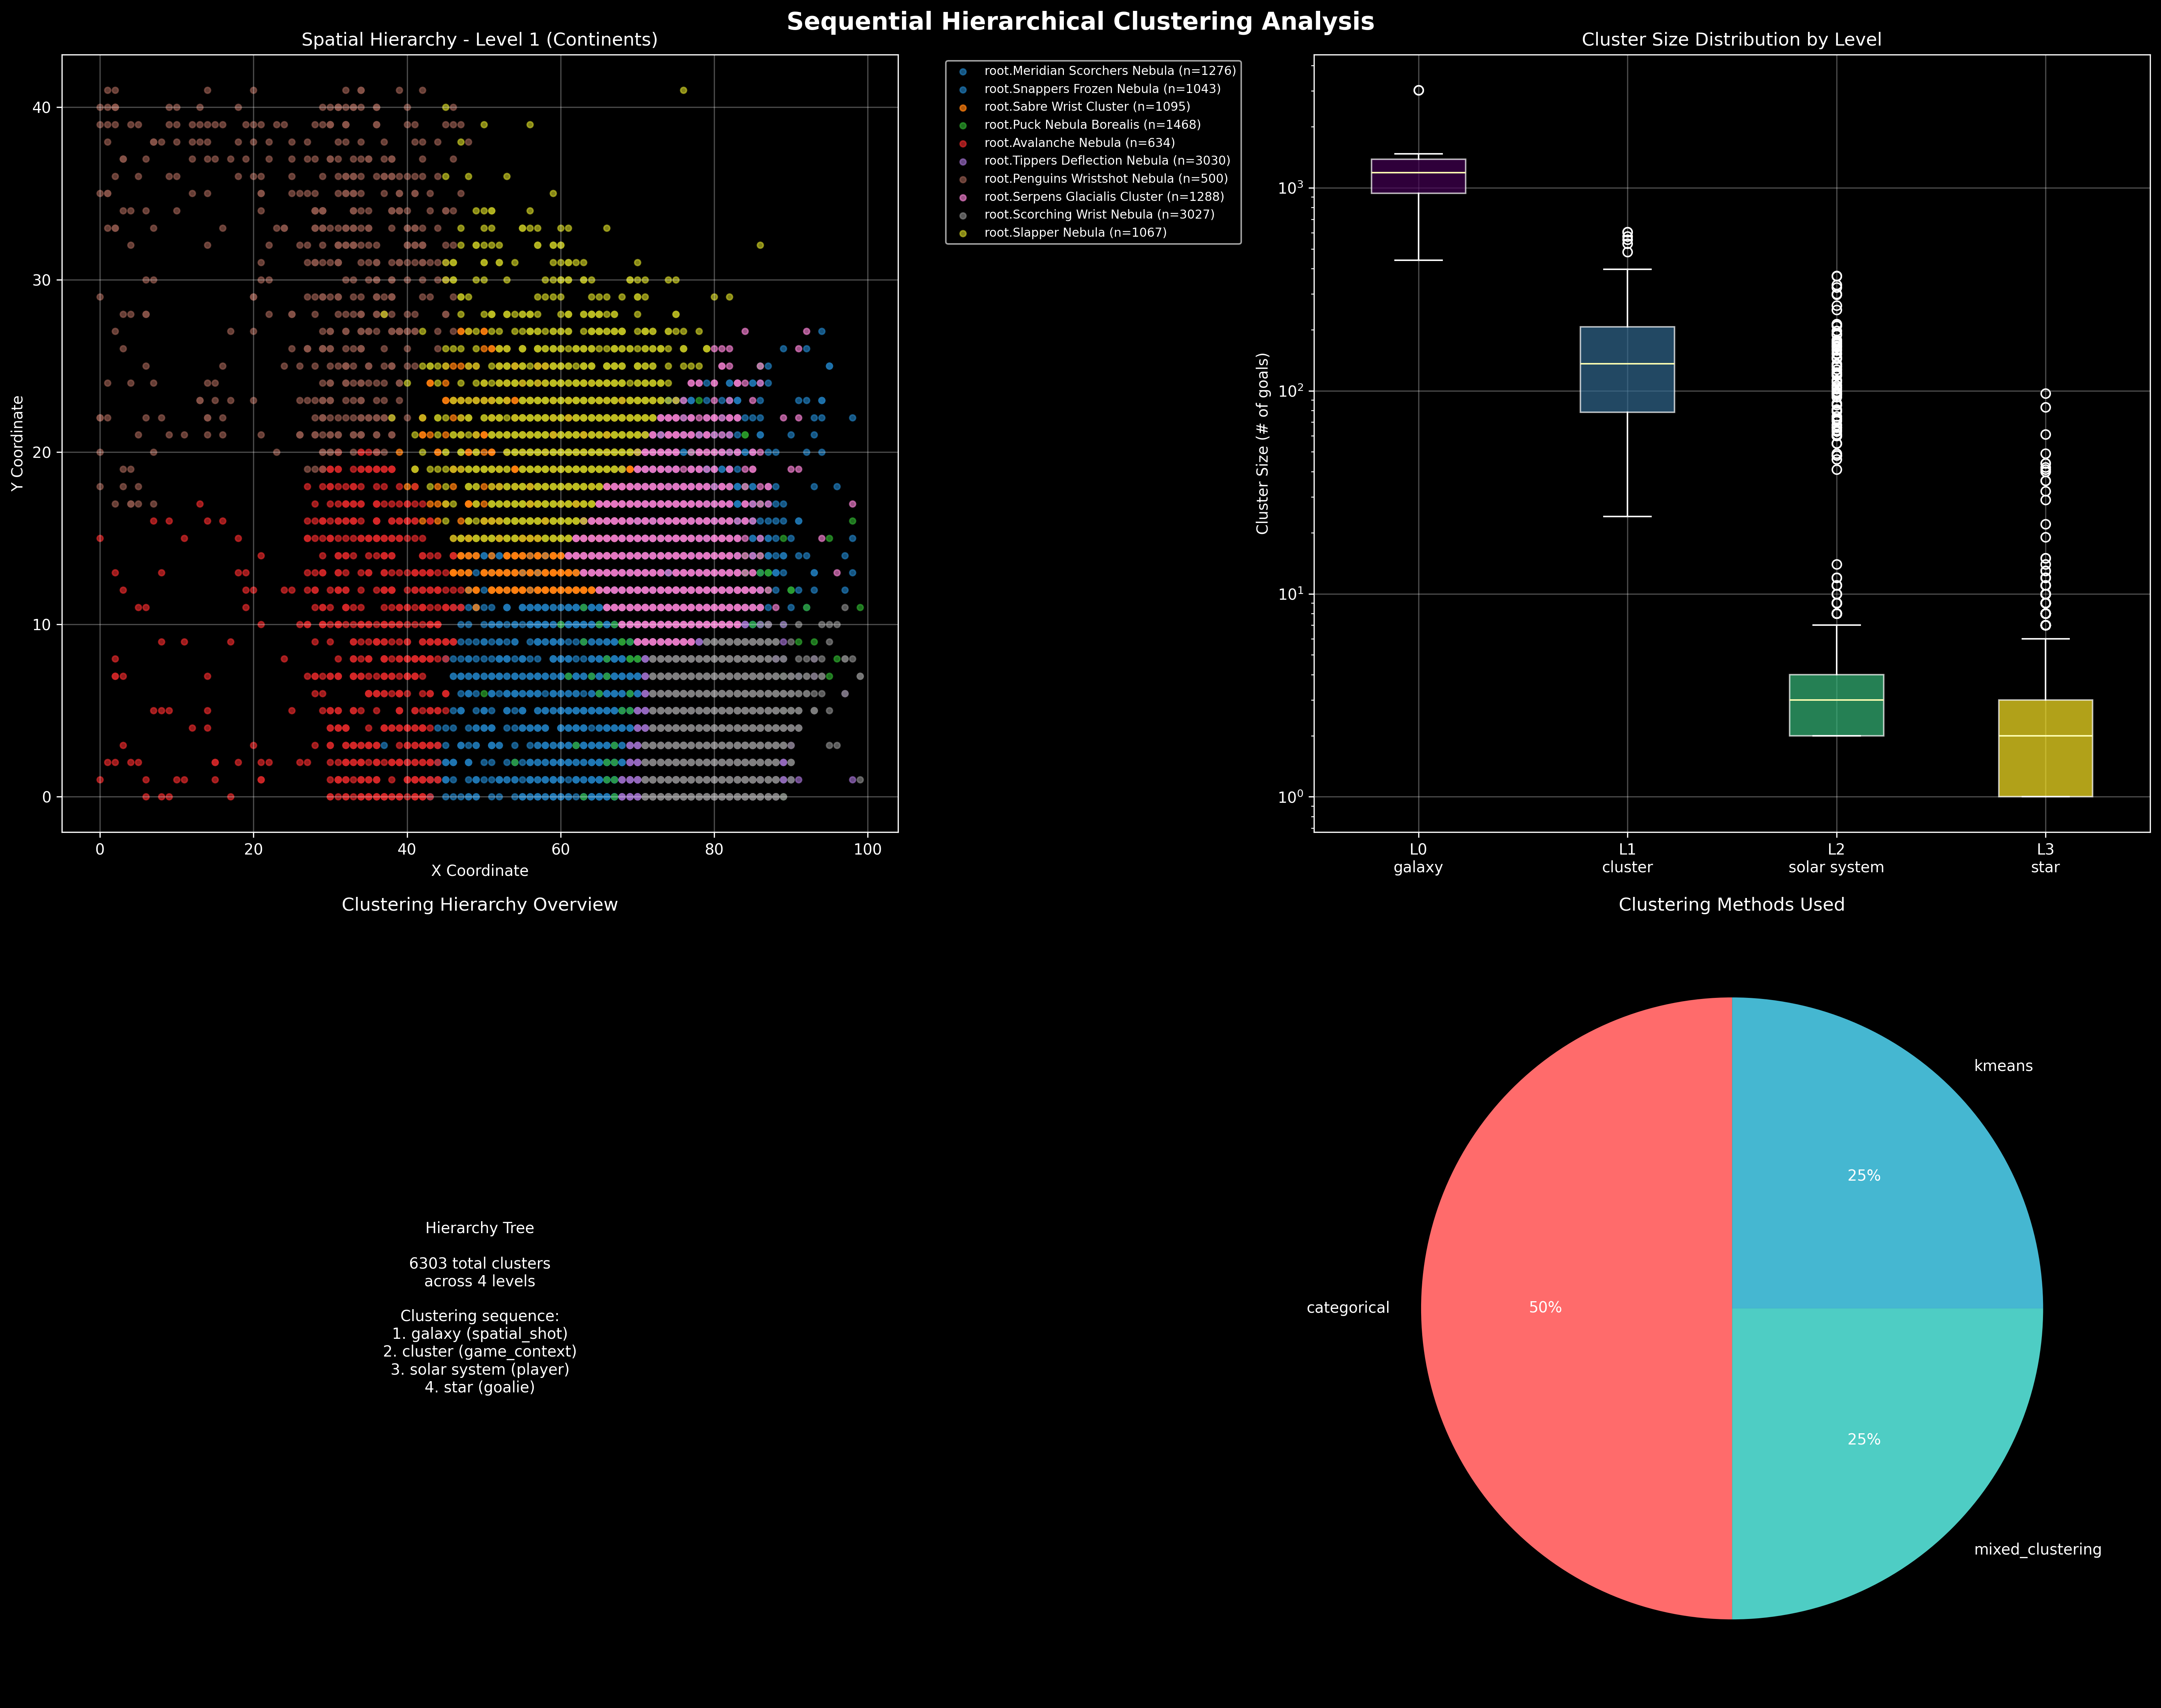 Sequential Hierarchical Clustering Analysis
Spatial Hierarchy - Level 1 (Continents)
Y Coordinate
40
30
20
10
0
0 20 40 60 80 100
X Coordinate
root.Meridian Scorchers Nebula (n=1276)
root.Snappers Frozen Nebula (n=1043)
root.Sabre Wrist Cluster (n=1095)
root.Puck Nebula Borealis (n=1468)
root.Avalanche Nebula (n=634)
root.Tippers Deflection Nebula (n=3030)
root.Penguins Wristshot Nebula (n=500)
root.Serpens Glacialis Cluster (n=1288)
root.Scorching Wrist Nebula (n=3027)
root.Slapper Nebula (n=1067)
Cluster Size Distribution by Level
Cluster Size (# of goals)
10³
10²
10¹
10⁰
L0 L1 L2 L3
galaxy cluster solar system star
Clustering Hierarchy Overview
Hierarchy Tree
6303 total clusters
across 4 levels
Clustering sequence:
1. galaxy (spatial_shot)
2. cluster (game_context)
3. solar system (player)
4. star (goalie)
Clustering Methods Used
kmeans
25%
categorical
50%
25%
mixed_clustering